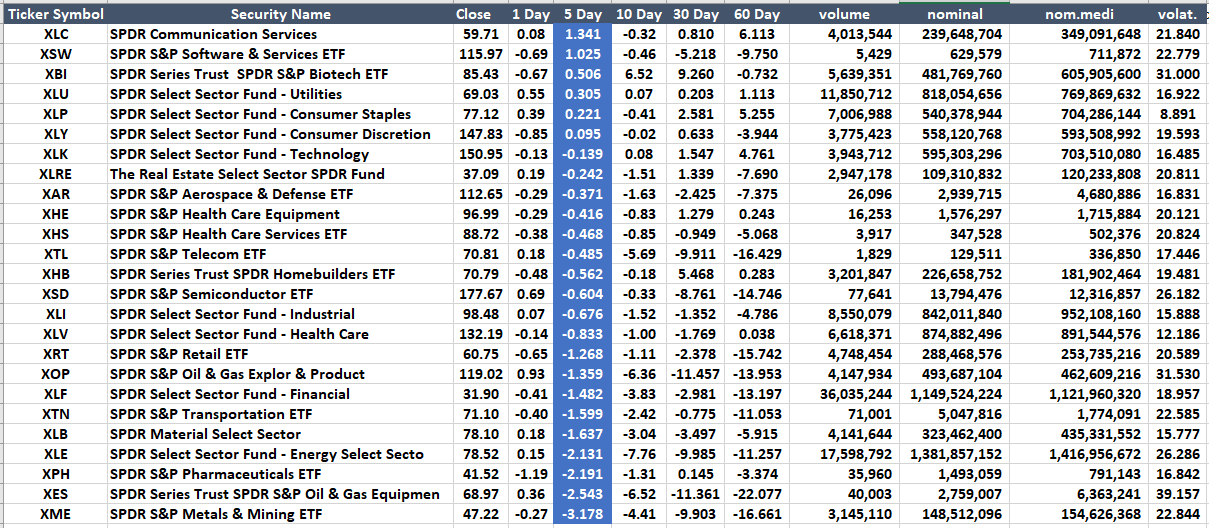 Ticker Symbol Security Name Close 1 Day 5 Day 10 Day 30 Day 60 Day volume nominal nom.medi volat.
XLC SPDR Communication Services 59.71 0.08 1.341 -0.32 0.810 6.113 4,013,544 239,648,704 349,091,648 21.840
XSW SPDR S&P Software & Services ETF 115.97 -0.69 1.025 -0.46 -5.218 -9.750 5,429 629,579 711,872 22.779
XBI SPDR Series Trust SPDR S&P Biotech ETF 85.43 -0.67 0.506 6.52 9.260 -0.732 5,639,351 481,769,760 605,905,600 31.000
XLU SPDR Select Sector Fund - Utilities 69.03 0.55 0.305 0.07 0.203 1.113 11,850,712 818,054,656 769,869,632 16.922
XLP SPDR Select Sector Fund - Consumer Staples 77.12 0.39 0.221 -0.41 2.581 5.255 7,006,988 540,378,944 704,286,144 8.891
XLY SPDR Select Sector Fund - Consumer Discretion 147.83 -0.85 0.095 -0.02 0.633 -3.944 3,775,423 558,120,768 593,508,992 19.593
XLK SPDR Select Sector Fund - Technology 150.95 -0.13 -0.139 0.08 1.547 4.761 3,943,712 595,303,296 703,510,080 16.485
XLRE The Real Estate Select Sector SPDR Fund 37.09 0.19 -0.242 -1.51 1.339 -7.690 2,947,178 109,310,832 120,233,808 20.811
XAR SPDR S&P Aerospace & Defense ETF 112.65 -0.29 -0.371 -1.63 -2.425 -7.375 26,096 2,939,715 4,680,886 16.831
XHE SPDR S&P Health Care Equipment 96.99 -0.29 -0.416 -0.83 1.279 0.243 16,253 1,576,297 1,715,884 20.121
XHS SPDR S&P Health Care Services ETF 88.72 -0.38 -0.468 -0.85 -0.949 -5.068 3,917 347,528 502,376 20.824
XTL SPDR S&P Telecom ETF 70.81 0.18 -0.485 -5.69 -9.911 -16.429 1,829 129,511 336,850 17.446
XHB SPDR Series Trust SPDR Homebuilders ETF 70.79 -0.48 -0.562 -0.18 5.468 0.283 3,201,847 226,658,752 181,902,464 19.481
XSD SPDR S&P Semiconductor ETF 177.67 0.69 -0.604 -0.33 -8.761 -14.746 77,641 13,794,476 12,316,857 26.182
XLI SPDR Select Sector Fund - Industrial 98.48 0.07 -0.676 -1.52 -1.352 -4.786 8,550,079 842,011,840 952,108,160 15.888
XLV SPDR Select Sector Fund - Health Care 132.19 -0.14 -0.833 -1.00 -1.769 0.038 6,618,371 874,882,496 891,544,576 12.186
XRT SPDR S&P Retail ETF 60.75 -0.65 -1.268 -1.11 -2.378 -15.742 4,748,454 288,468,576 253,735,216 20.589
XOP SPDR S&P Oil & Gas Explor & Product 119.02 0.93 -1.359 -6.36 -11.457 -13.953 4,147,934 493,687,104 462,609,216 31.530
XLF SPDR Select Sector Fund - Financial 31.90 -0.41 -1.482 -3.83 -2.981 -13.197 36,035,244 1,149,524,224 1,121,960,320 18.957
XTN SPDR S&P Transportation ETF 71.10 -0.40 -1.599 -2.42 -0.775 -11.053 71,001 5,047,816 1,774,091 22.585
XLB SPDR Material Select Sector 78.10 0.18 -1.637 -3.04 -3.497 -5.915 4,141,644 323,462,400 435,331,552 15.777
XLE SPDR Select Sector Fund - Energy Select Secto 78.52 0.15 -2.131 -7.76 -9.985 -11.257 17,598,792 1,381,857,152 1,416,956,672 26.286
XPH SPDR S&P Pharmaceuticals ETF 41.52 -1.19 -2.191 -1.31 0.145 -3.374 35,960 1,493,059 791,143 16.842
XES SPDR Series Trust SPDR S&P Oil & Gas Equipmen 68.97 0.36 -2.543 -6.52 -11.361 -22.077 40,003 2,759,007 6,363,241 39.157
XME SPDR S&P Metals & Mining ETF 47.22 -0.27 -3.178 -4.41 -9.903 -16.661 3,145,110 148,512,096 154,626,368 22.844